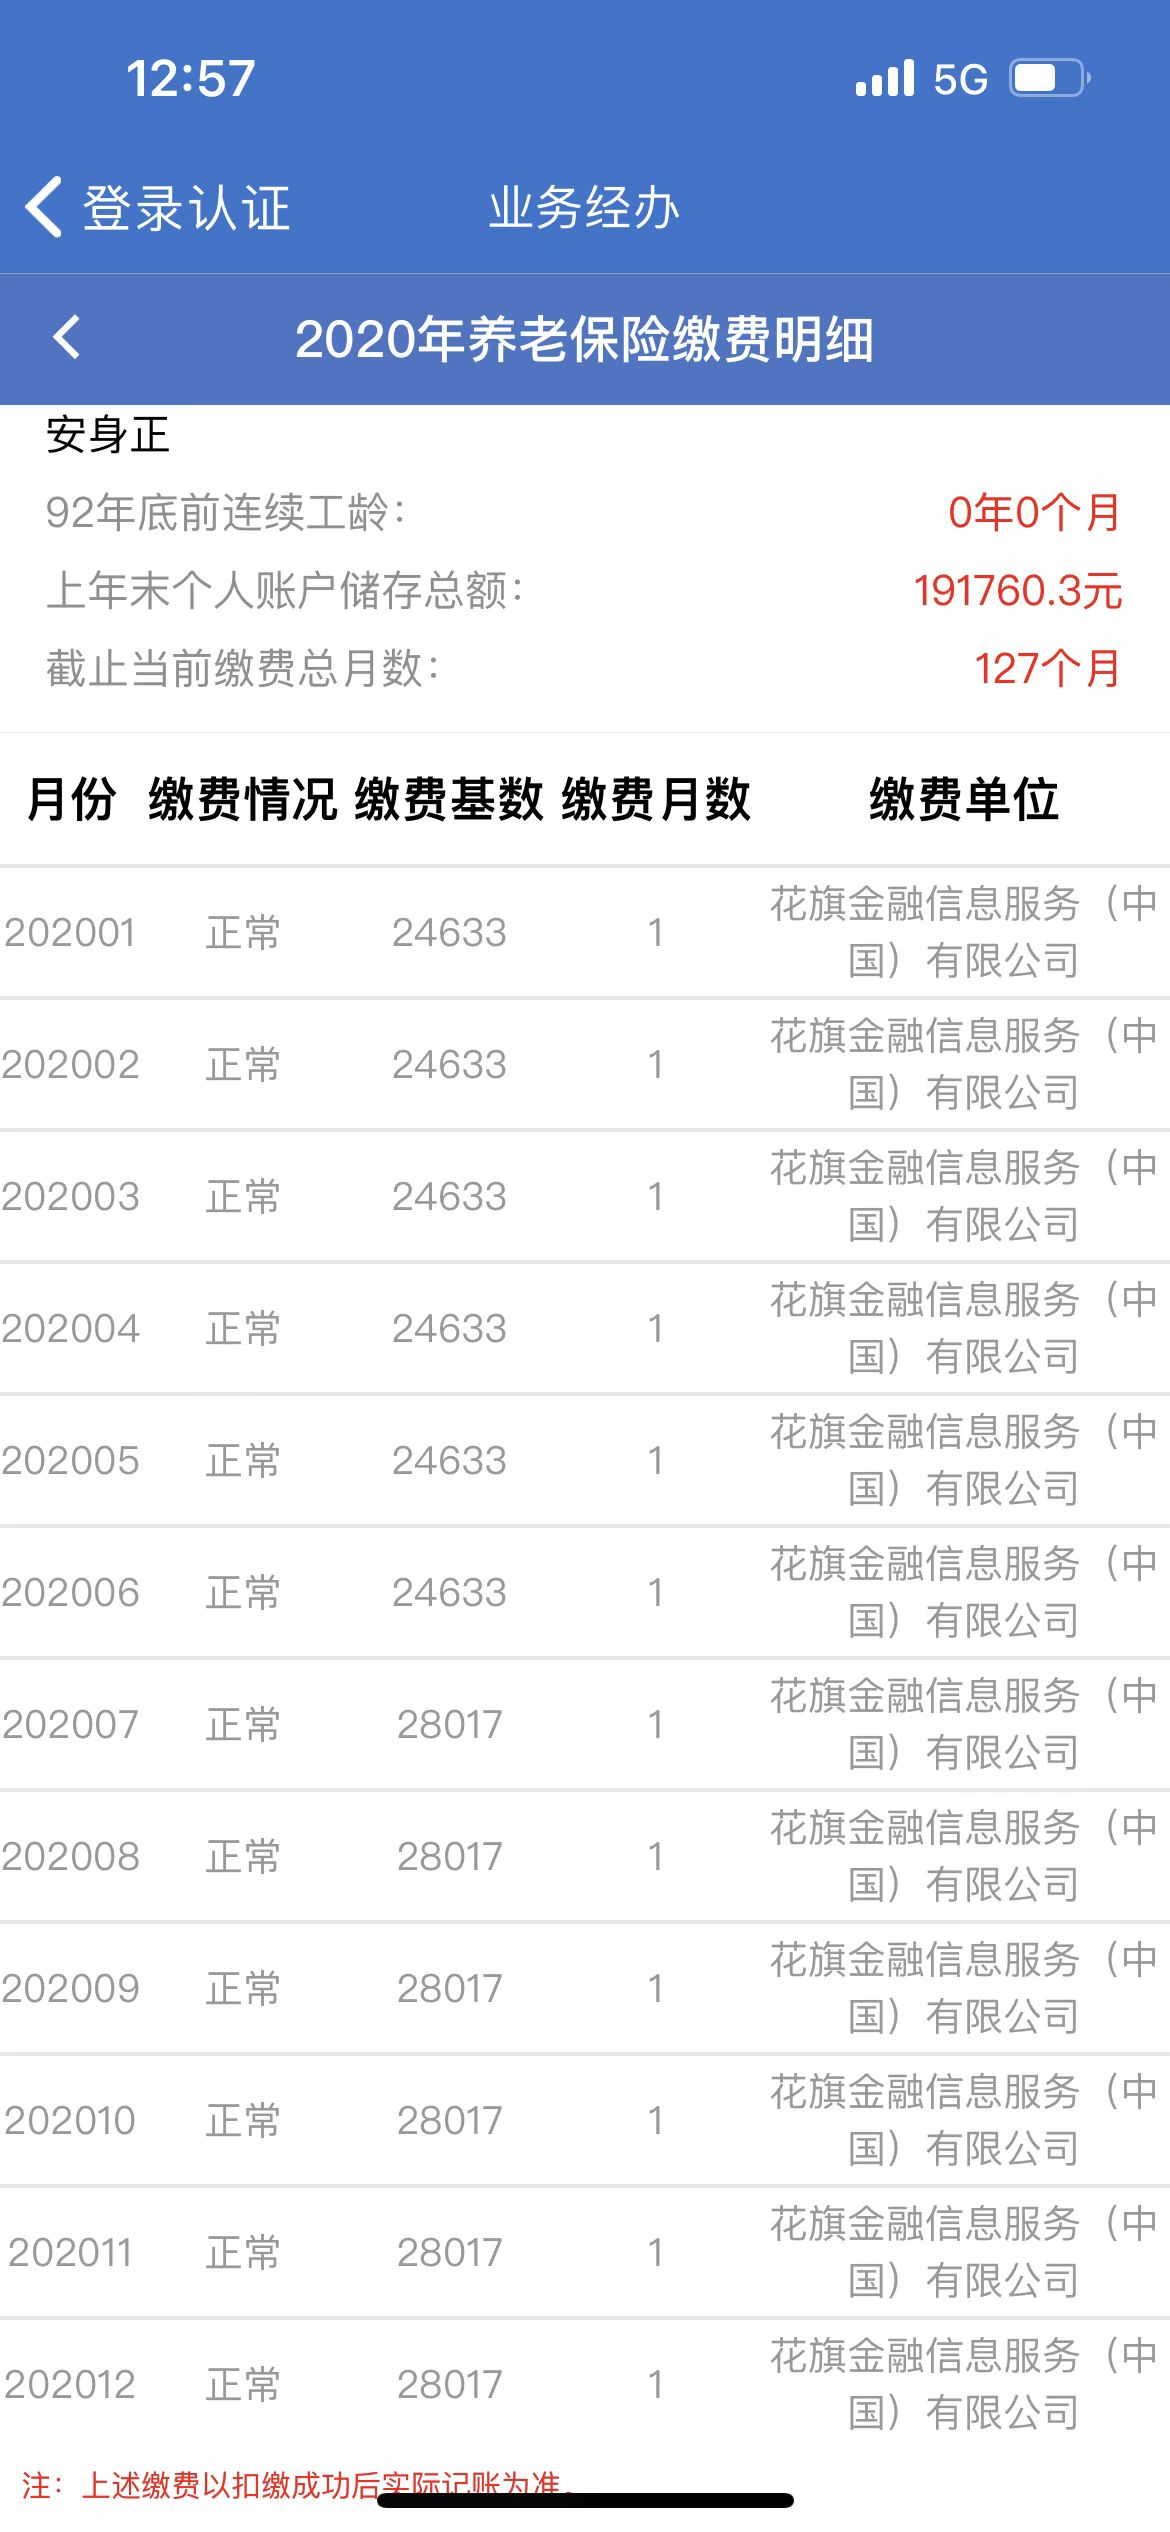 12:57 5G
登录认证 业务经办
2020年养老保险缴费明细
安身正
92年底前连续工龄： 0年0个月
上年末个人账户储存总额： 191760.3元
截止当前缴费总月数： 127个月
月份 缴费情况 缴费基数 缴费月数 缴费单位
202001 正常 24633 1 花旗金融信息服务（中
国）有限公司
202002 正常 24633 1 花旗金融信息服务（中
国）有限公司
202003 正常 24633 1 花旗金融信息服务（中
国）有限公司
202004 正常 24633 1 花旗金融信息服务（中
国）有限公司
202005 正常 24633 1 花旗金融信息服务（中
国）有限公司
202006 正常 24633 1 花旗金融信息服务（中
国）有限公司
202007 正常 28017 1 花旗金融信息服务（中
国）有限公司
202008 正常 28017 1 花旗金融信息服务（中
国）有限公司
202009 正常 28017 1 花旗金融信息服务（中
国）有限公司
202010 正常 28017 1 花旗金融信息服务（中
国）有限公司
202011 正常 28017 1 花旗金融信息服务（中
国）有限公司
202012 正常 28017 1 花旗金融信息服务（中
国）有限公司
注：上述缴费以扣缴成功后实际记账为准。